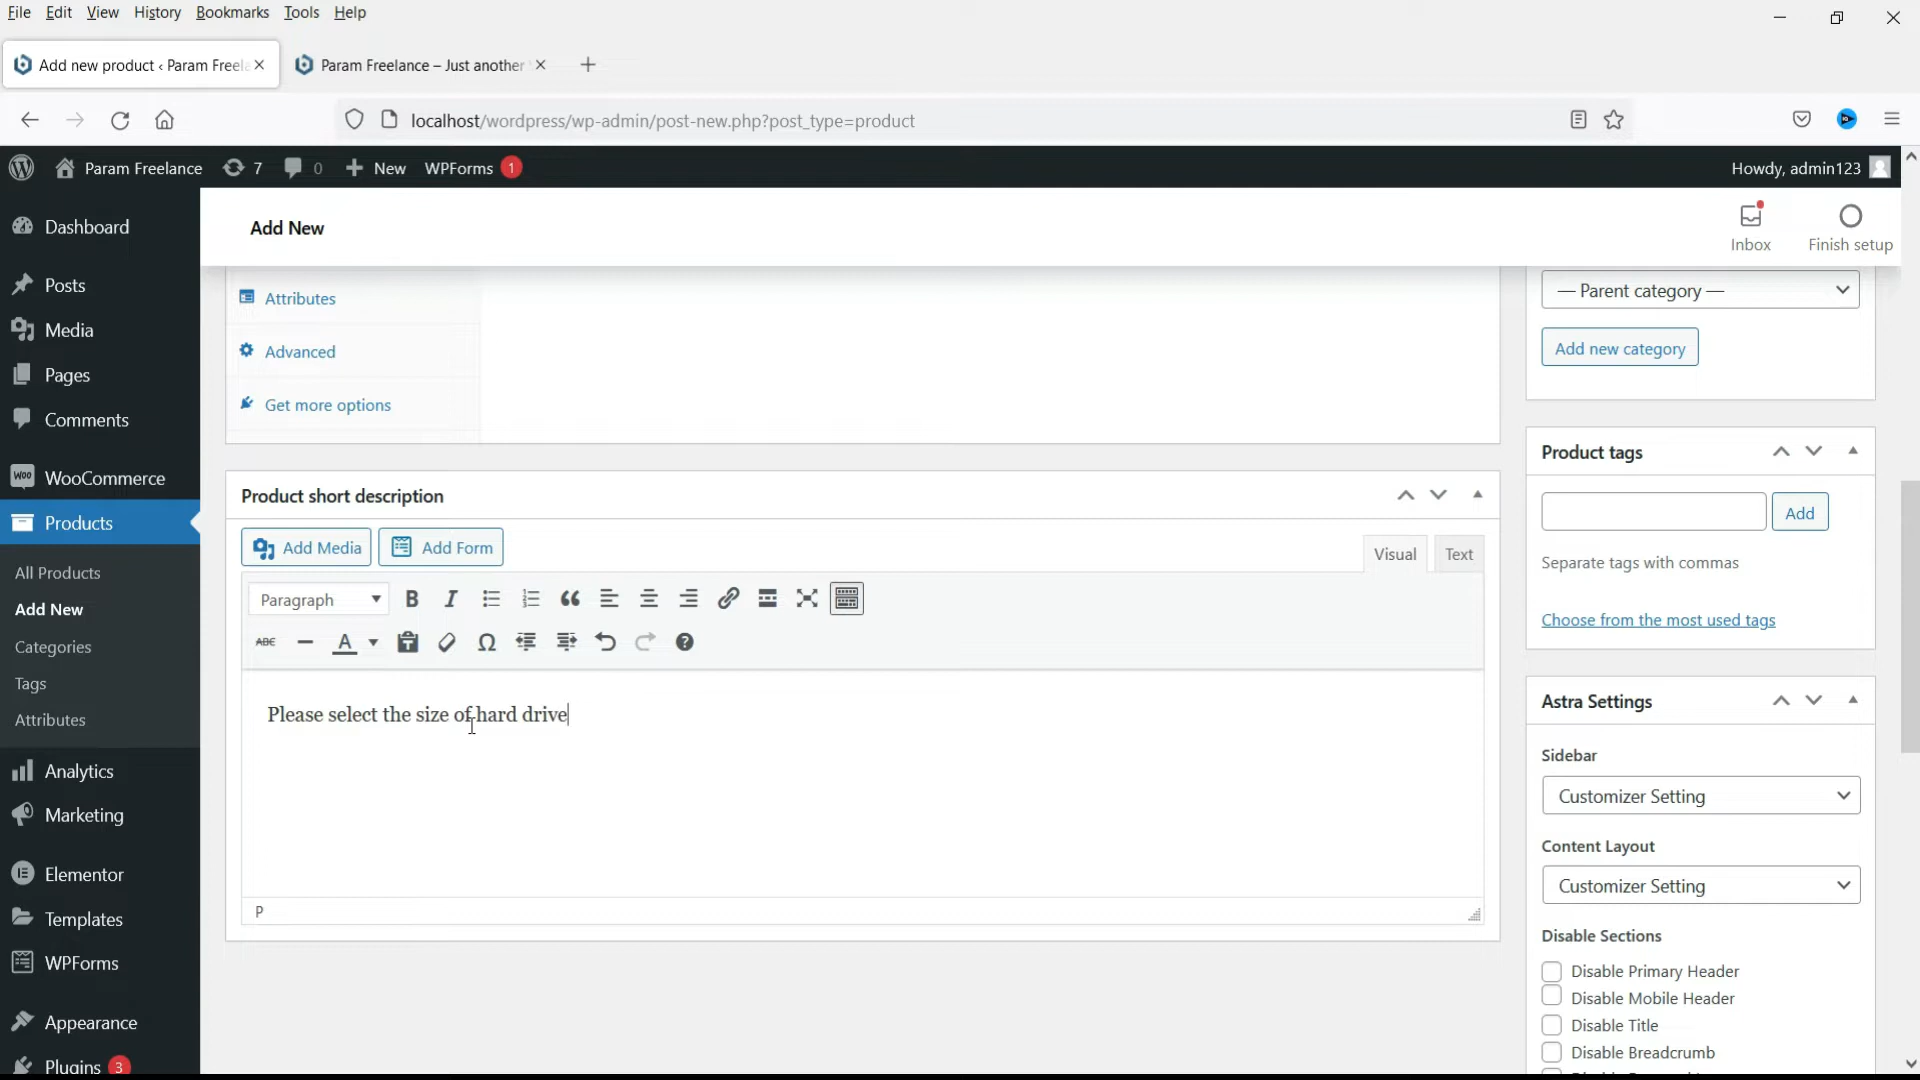 File Edit View History Bookmarks Tools Help
Add new product ‹ Param Freela
Param Freelance – Just another
localhost/wordpress/wp-admin/post-new.php?post_type=product
Param Freelance 7 0 New WPForms 1
Howdy, admin123
Dashboard
Posts
Media
Pages
Comments
WooCommerce
Products
All Products
Add New
Categories
Tags
Attributes
Analytics
Marketing
Elementor
Templates
WPForms
Appearance
Plugins 3
Add New
Inbox
Finish setup
Attributes
Advanced
Get more options
Product short description
Add Media
Add Form
Visual
Text
Paragraph
Please select the size of hard drive
P
— Parent category —
Add new category
Product tags
Add
Separate tags with commas
Choose from the most used tags
Astra Settings
Sidebar
Customizer Setting
Content Layout
Customizer Setting
Disable Sections
Disable Primary Header
Disable Mobile Header
Disable Title
Disable Breadcrumb